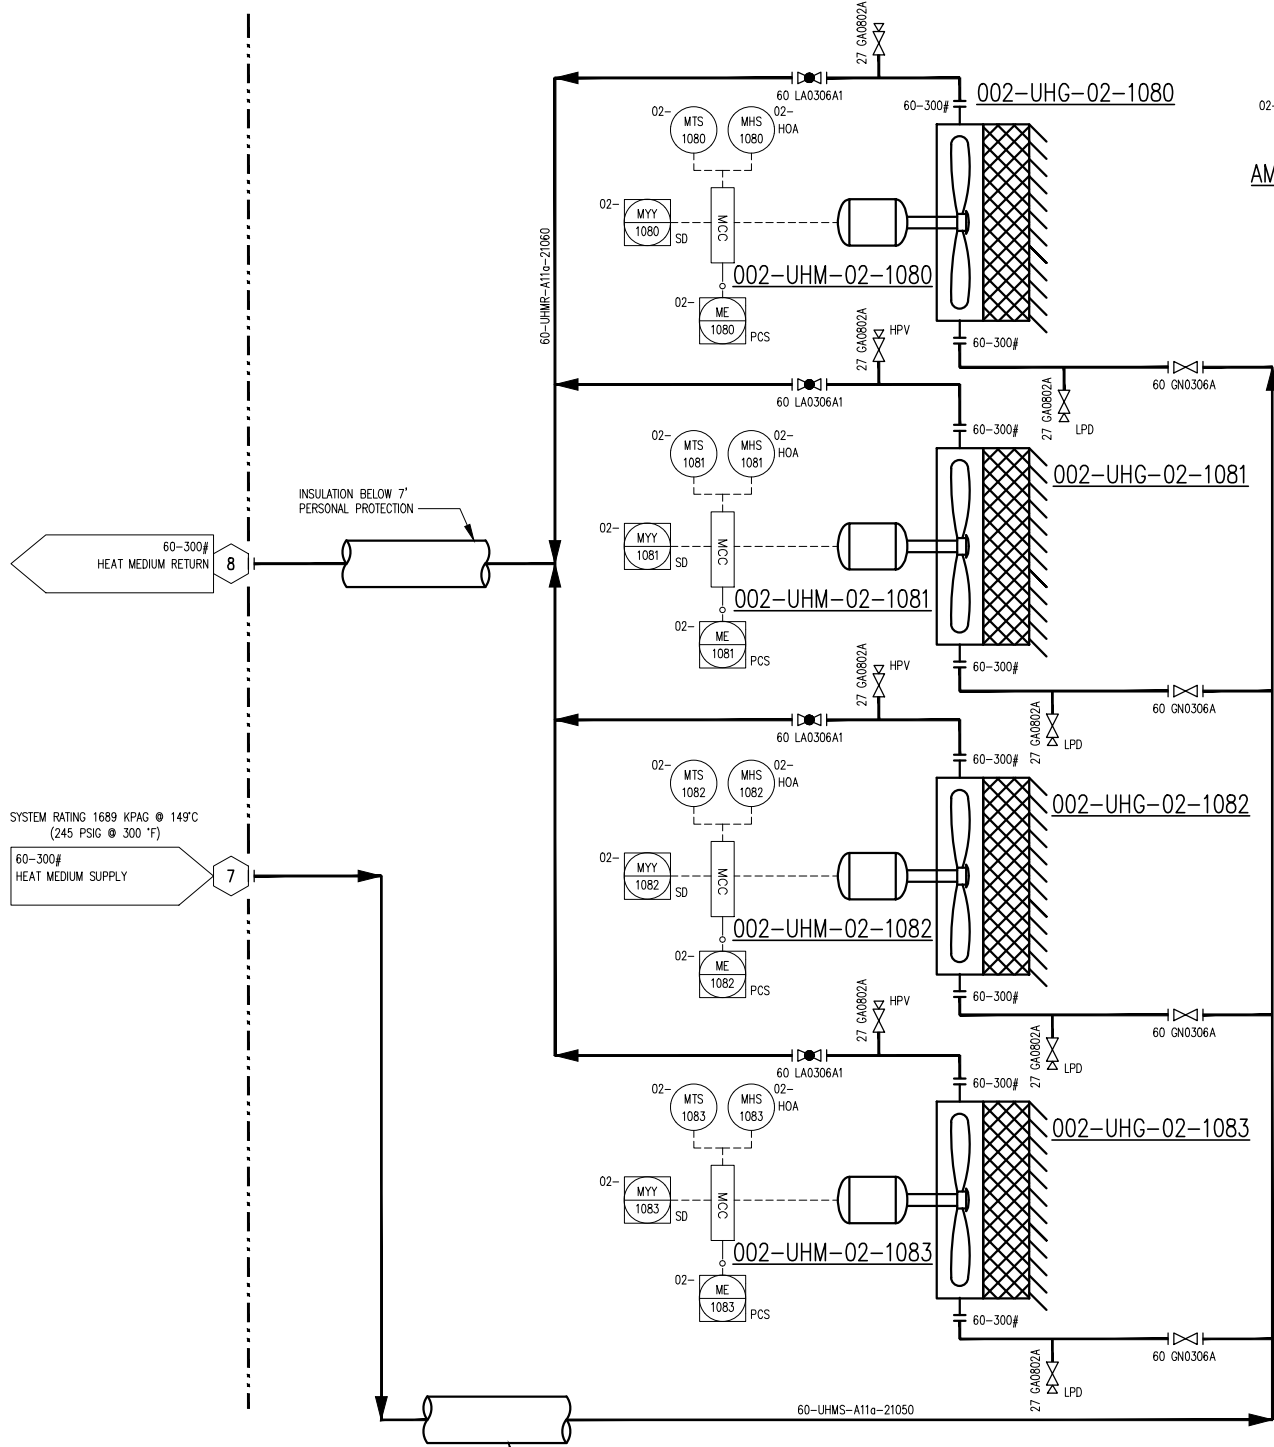 27 GA0802A
60 LA0306A1
60-300#
002-UHG-02-1080
02-
AM
02-
MTS
1080
MHS
1080
02-
HOA
02-
MYY
1080
SD
MCC
002-UHM-02-1080
02-
ME
1080
PCS
60-UHMR-A11a-21060
27 GA0802A
HPV
60-300#
60 GN0306A
27 GA0802A
LPD
60 LA0306A1
60-300#
02-
MTS
1081
MHS
1081
02-
HOA
002-UHG-02-1081
INSULATION BELOW 7'
PERSONAL PROTECTION
02-
MYY
1081
SD
MCC
60-300#
HEAT MEDIUM RETURN
8
002-UHM-02-1081
02-
ME
1081
PCS
27 GA0802A
HPV
60-300#
60 GN0306A
27 GA0802A
LPD
60 LA0306A1
60-300#
02-
MTS
1082
MHS
1082
02-
HOA
002-UHG-02-1082
SYSTEM RATING 1689 KPAG @ 149°C
(245 PSIG @ 300 °F)
60-300#
HEAT MEDIUM SUPPLY
7
02-
MYY
1082
SD
MCC
002-UHM-02-1082
02-
ME
1082
PCS
27 GA0802A
HPV
60-300#
60 GN0306A
27 GA0802A
LPD
60 LA0306A1
60-300#
02-
MTS
1083
MHS
1083
02-
HOA
002-UHG-02-1083
02-
MYY
1083
SD
MCC
002-UHM-02-1083
02-
ME
1083
PCS
60-300#
60 GN0306A
27 GA0802A
LPD
60-UHMS-A11a-21050